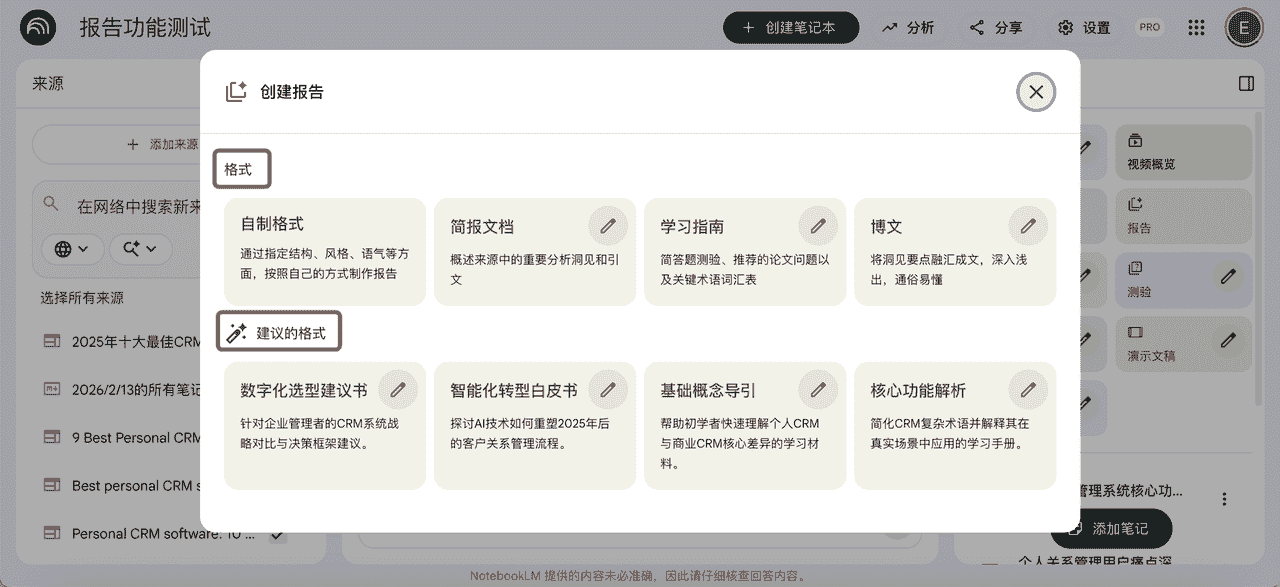 报告功能测试
创建笔记本
分析
分享
设置
PRO
E
来源
添加来源
在网络中搜索新来
选择所有来源
2025年十大最佳CRM
2026/2/13的所有笔记
9 Best Personal CRM
Best personal CRM s
Personal CRM software: 10 ...
创建报告
格式
自制格式
通过指定结构、风格、语气等方
面，按照自己的方式制作报告
简报文档
概述来源中的重要分析洞见和引
文
学习指南
简答题测验、推荐的论文问题以
及关键术语词汇表
博文
将洞见要点融汇成文，深入浅
出，通俗易懂
建议的格式
数字化选型建议书
针对企业管理者的CRM系统战
略对比与决策框架建议。
智能化转型白皮书
探讨AI技术如何重塑2025年后
的客户关系管理流程。
基础概念导引
帮助初学者快速理解个人CRM
与商业CRM核心差异的学习材
料。
核心功能解析
简化CRM复杂术语并解释其在
真实场景中应用的学习手册。
视频概览
报告
测验
演示文稿
管理系统核心功...
添加笔记
个人关系管理用户痛点深
NotebookLM 提供的内容未必准确，因此请仔细核查回答内容。